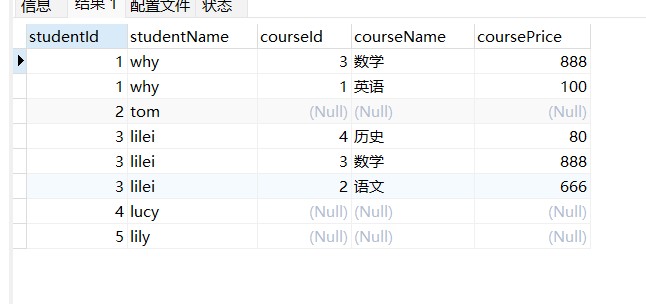 信息 结果 1 配置文件 状态
studentId studentName courseId courseName coursePrice
1 why 3 数学 888
1 why 1 英语 100
2 tom (Null) (Null) (Null)
3 lilei 4 历史 80
3 lilei 3 数学 888
3 lilei 2 语文 666
4 lucy (Null) (Null) (Null)
5 lily (Null) (Null) (Null)